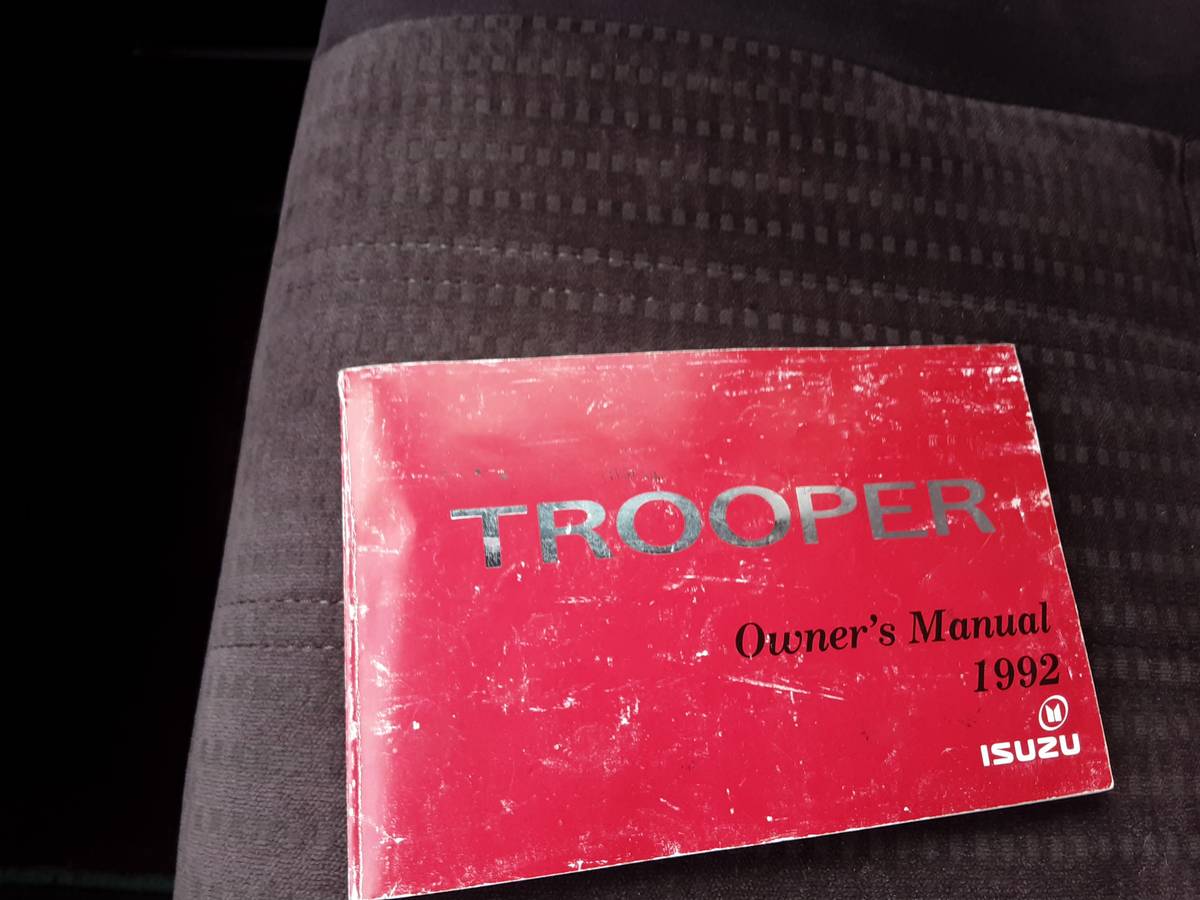 TROOPER
Owner's Manual
1992
ISUZU